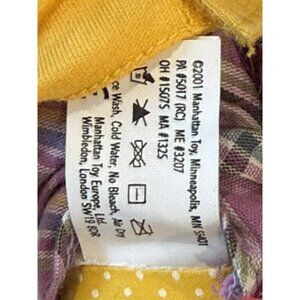 ©2001 Manhattan Toy, Minneapolis, MN 55401
PA #5017 (RC) ME #3207
OH #15075 MA #1325
ce Wash, Cold Water, No Bleach, Air Dry
Manhattan Toy Europe, Ltd.
Wimbledon, London SW19